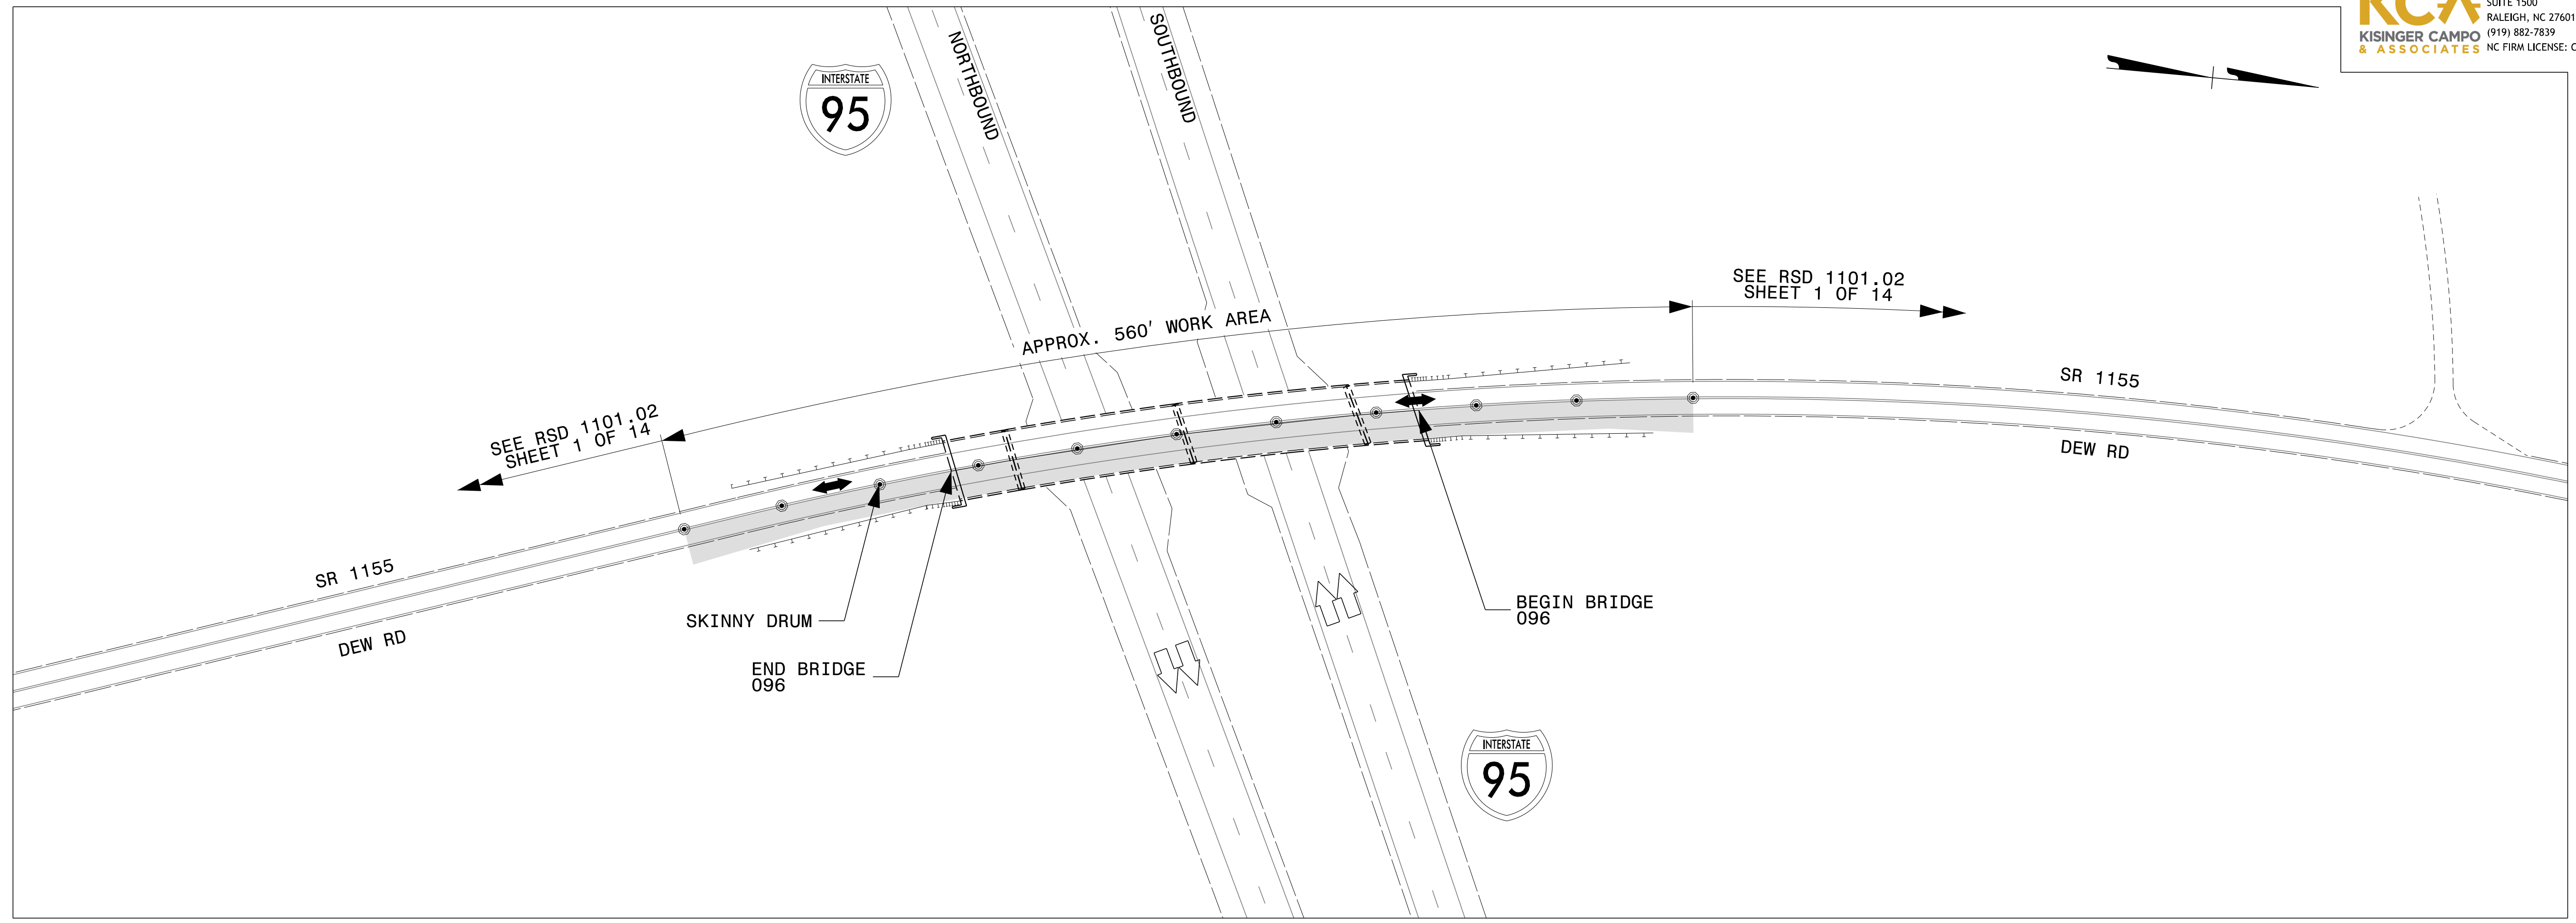 SUITE 1500
RALEIGH, NC 27601
KCA
KISINGER CAMPO
(919) 882-7839
& ASSOCIATES
NC FIRM LICENSE:
NORTHBOUND
SOUTHBOUND
INTERSTATE
95
SEE RSD 1101.02
SHEET 1 OF 14
APPROX. 560' WORK AREA
SEE RSD 1101.02
SHEET 1 OF 14
SR 1155
DEW RD
SR 1155
DEW RD
SKINNY DRUM
END BRIDGE
096
BEGIN BRIDGE
096
INTERSTATE
95